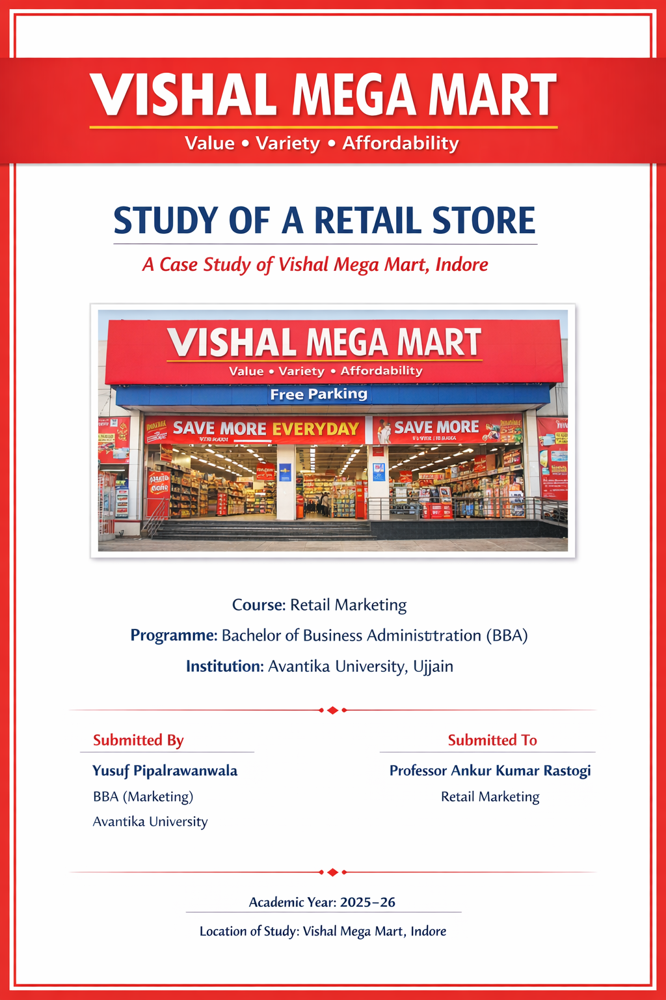 VISHAL MEGA MART
Value • Variety • Affordability
STUDY OF A RETAIL STORE
A Case Study of Vishal Mega Mart, Indore
VISHAL MEGA MART
Value • Variety • Affordability
Free Parking
SAVE MORE EVERYDAY
SAVE MORE
Course: Retail Marketing
Programme: Bachelor of Business Administtration (BBA)
Institution: Avantika University, Ujjain
Submitted By
Submitted To
Yusuf Pipalrawanwala
Professor Ankur Kumar Rastogi
BBA (Marketing)
Retail Marketing
Avantika University
Academic Year: 2025–26
Location of Study: Vishal Mega Mart, Indore